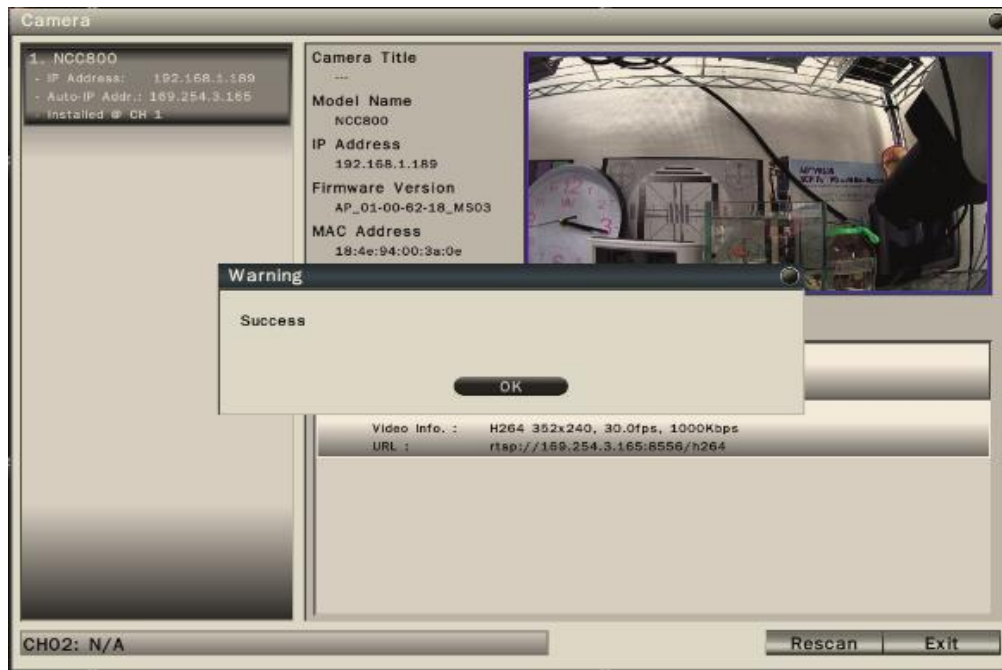 Camera
1. NCC800
- IP Address: 192.168.1.189
- Auto-IP Addr.: 169.254.3.165
- Installed @ CH 1
Camera Title
---
Model Name
NCC800
IP Address
192.168.1.189
Firmware Version
AP_01-00-62-18_MS03
MAC Address
18:4e:94:00:3a:0e
12
3
Warning
Success
OK
Video Info. : H264 352x240, 30.0fps, 1000Kbps
URL : rtsp://169.254.3.165:8556/h264
CH02: N/A
Rescan
Exit